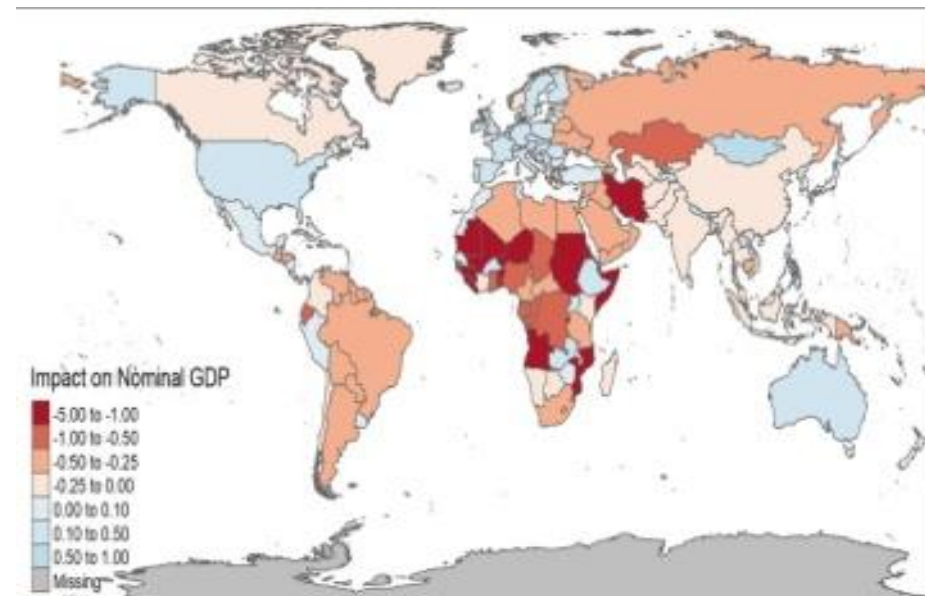 Impact on Nominal GDP
-5.00 to -1.00
-1.00 to -0.50
-0.50 to -0.25
-0.25 to 0.00
0.00 to 0.10
0.10 to 0.50
0.50 to 1.00
Missing